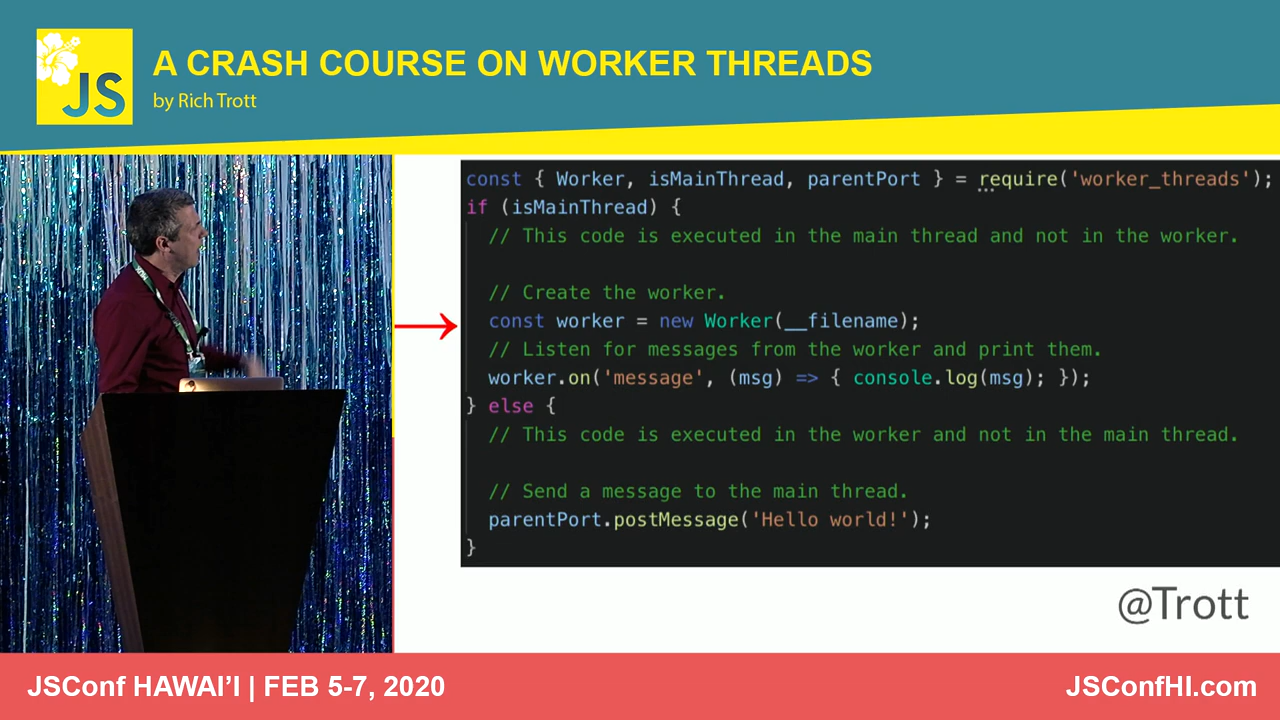 JS
A CRASH COURSE ON WORKER THREADS
by Rich Trott
const { Worker, isMainThread, parentPort } = require('worker_threads');
if (isMainThread) {
  // This code is executed in the main thread and not in the worker.
  // Create the worker.
  const worker = new Worker(__filename);
  // Listen for messages from the worker and print them.
  worker.on('message', (msg) => { console.log(msg); });
} else {
  // This code is executed in the worker and not in the main thread.
  // Send a message to the main thread.
  parentPort.postMessage('Hello world!');
}
@Trott
JSConf HAWAI’I | FEB 5-7, 2020
JSConfHI.com